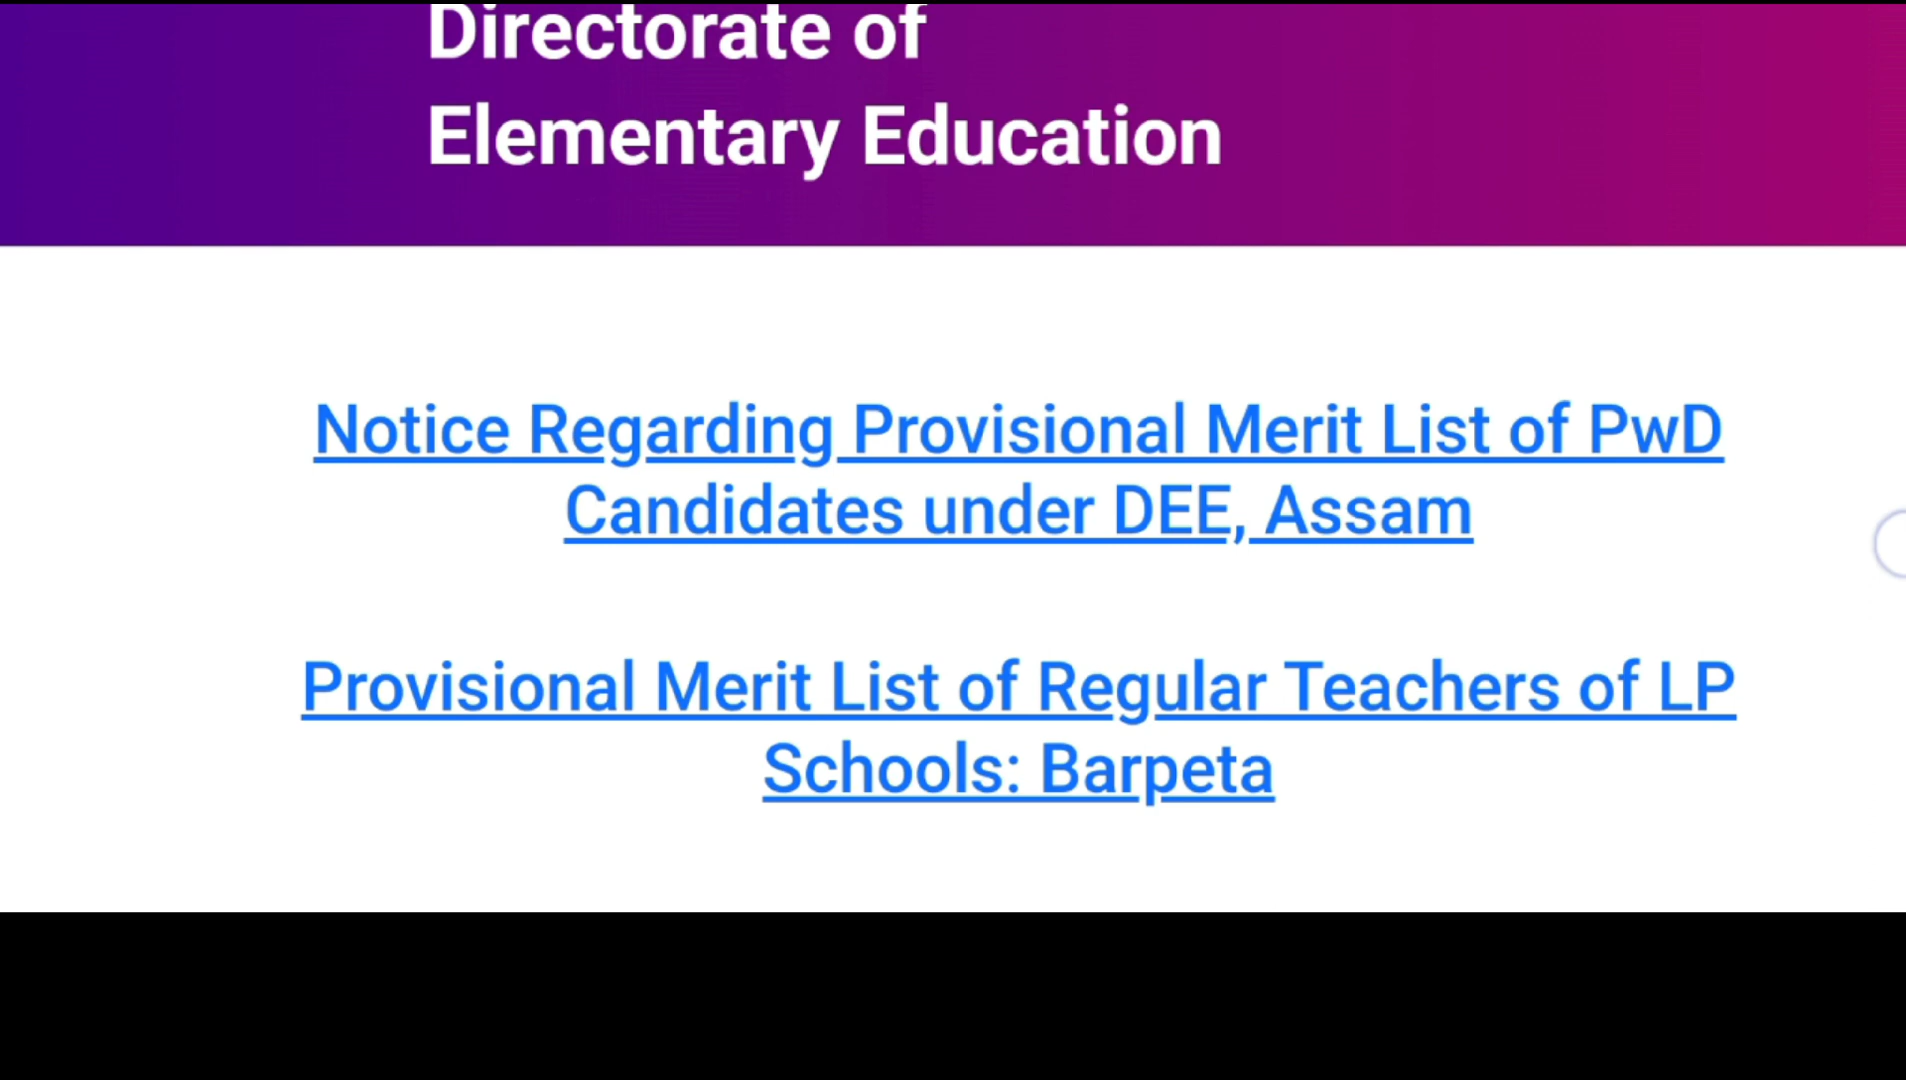 Directorate of
Elementary Education
Notice Regarding Provisional Merit List of PwD
Candidates under DEE, Assam
Provisional Merit List of Regular Teachers of LP
Schools: Barpeta